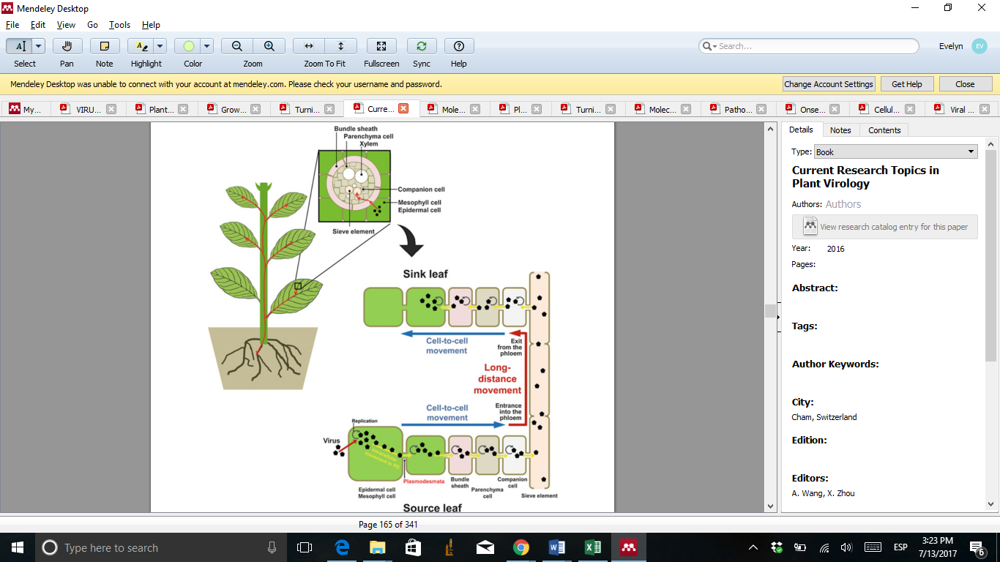 Mendeley Desktop
File Edit View Go Tools Help
Search...
Evelyn EV
Select Pan Note Highlight Color Zoom Zoom To Fit Fullscreen Sync Help
Mendeley Desktop was unable to connect with your account at mendeley.com. Please check your username and password.
Change Account Settings Get Help Close
My... VIRU... Plant... Grow... Turni... Curre... Mole... Pl... Turni... Molec... Patho... Onse... Cellul... Viral ...
Bundle sheath
Parenchyma cell
Xylem
Companion cell
Mesophyll cell
Epidermal cell
Sieve element
Sink leaf
Cell-to-cell
movement
Exit
from the
phloem
Long-
distance
movement
Cell-to-cell
movement
Entrance
into the
phloem
Replication
Virus
Intracellular
movement to PD
Plasmodesmata
Bundle
sheath
Parenchyma
cell
Companion
cell
Epidermal cell
Mesophyll cell
Sieve element
Source leaf
Details Notes Contents
Type: Book
Current Research Topics in
Plant Virology
Authors: Authors
View research catalog entry for this paper
Year: 2016
Pages:
Abstract:
Tags:
Author Keywords:
City:
Cham, Switzerland
Edition:
Editors:
A. Wang, X. Zhou
Page 165 of 341
Type here to search
ESP
3:23 PM
7/13/2017
6